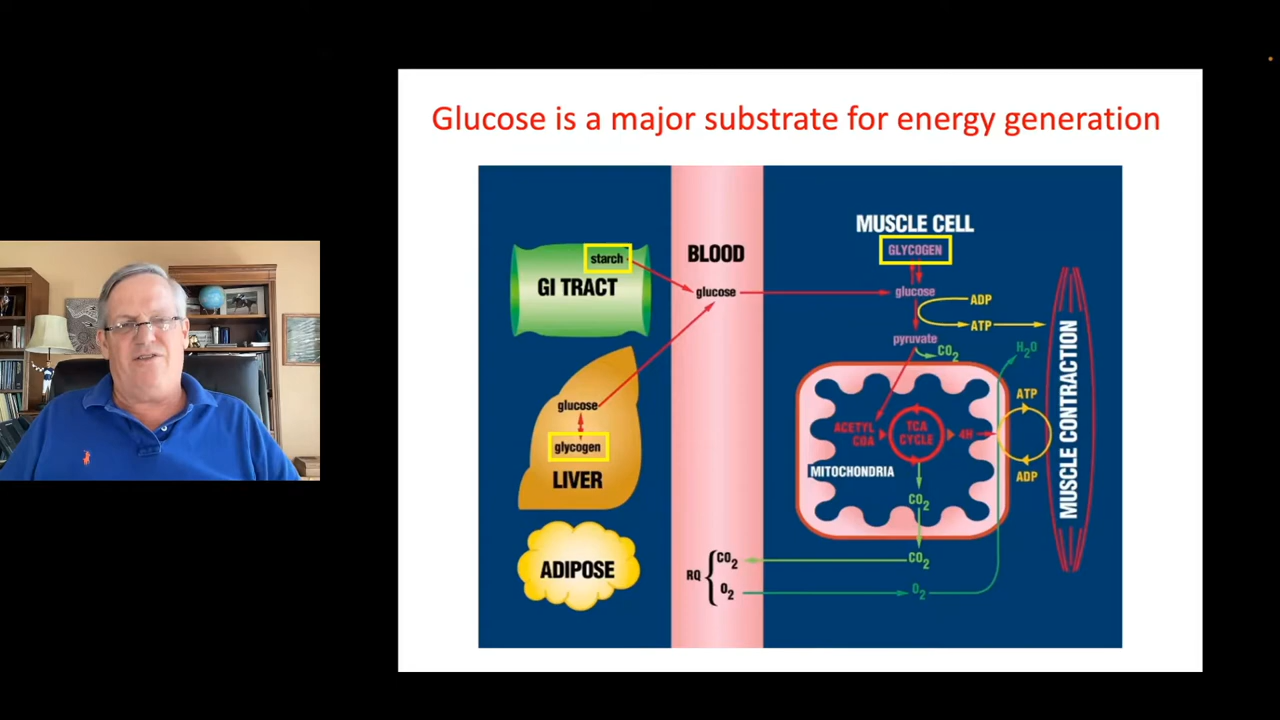 Glucose is a major substrate for energy generation
starch
GI TRACT
glucose
glycogen
LIVER
ADIPOSE
BLOOD
glucose
RQ
CO2
O2
MUSCLE CELL
GLYCOGEN
glucose
ADP
ATP
pyruvate
CO2
H2O
ACETYL
COA
TCA
CYCLE
4H
ATP
ADP
MITOCHONDRIA
CO2
CO2
O2
MUSCLE CONTRACTION